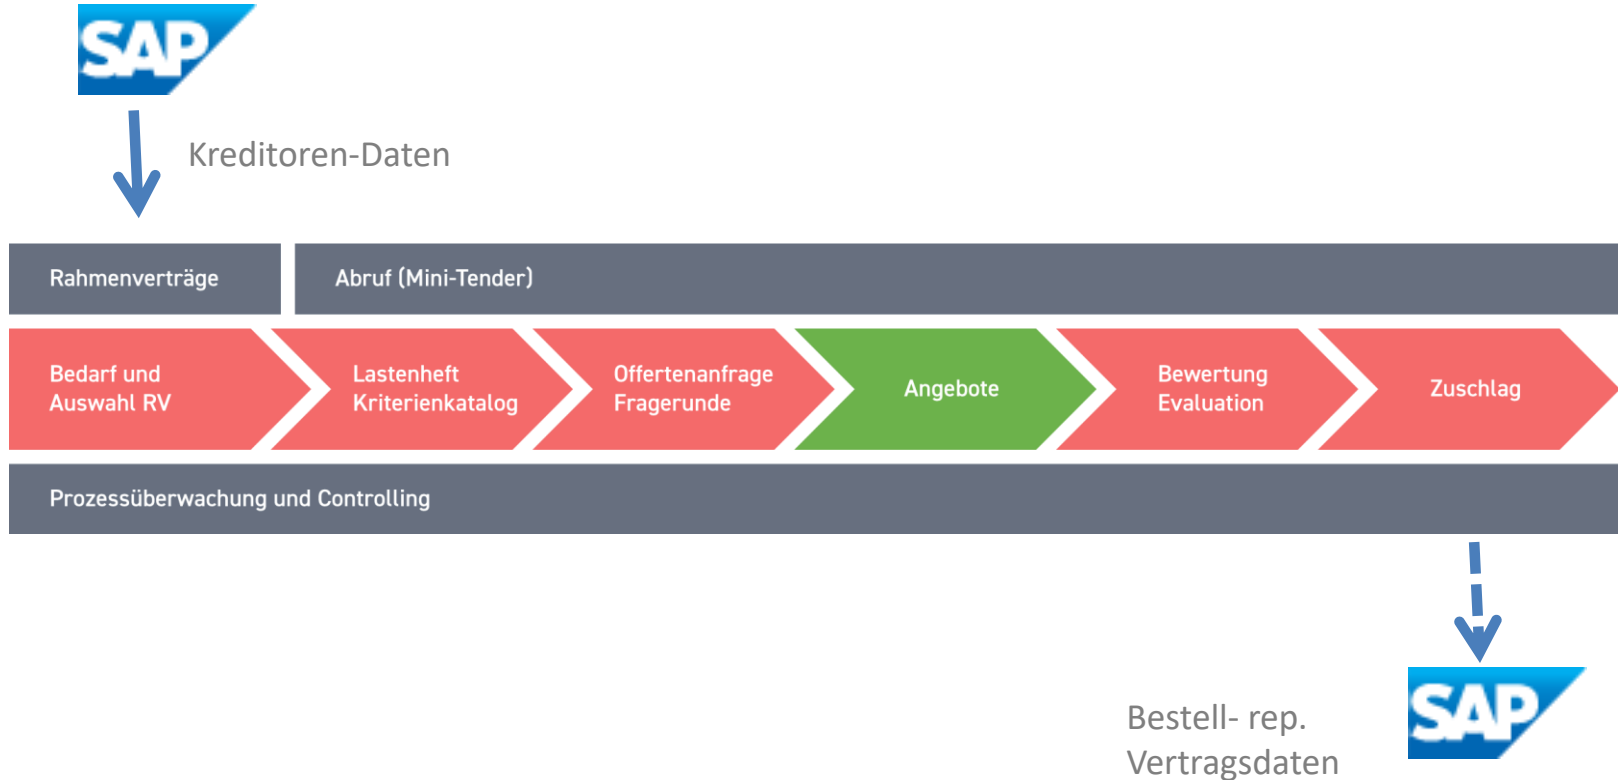 SAP
Kreditoren-Daten
Rahmenverträge
Abruf (Mini-Tender)
Bedarf und
Auswahl RV
Lastenheft
Kriterienkatalog
Offertenanfrage
Fragerunde
Angebote
Bewertung
Evaluation
Zuschlag
Prozessüberwachung und Controlling
Bestell- rep.
Vertragsdaten
SAP